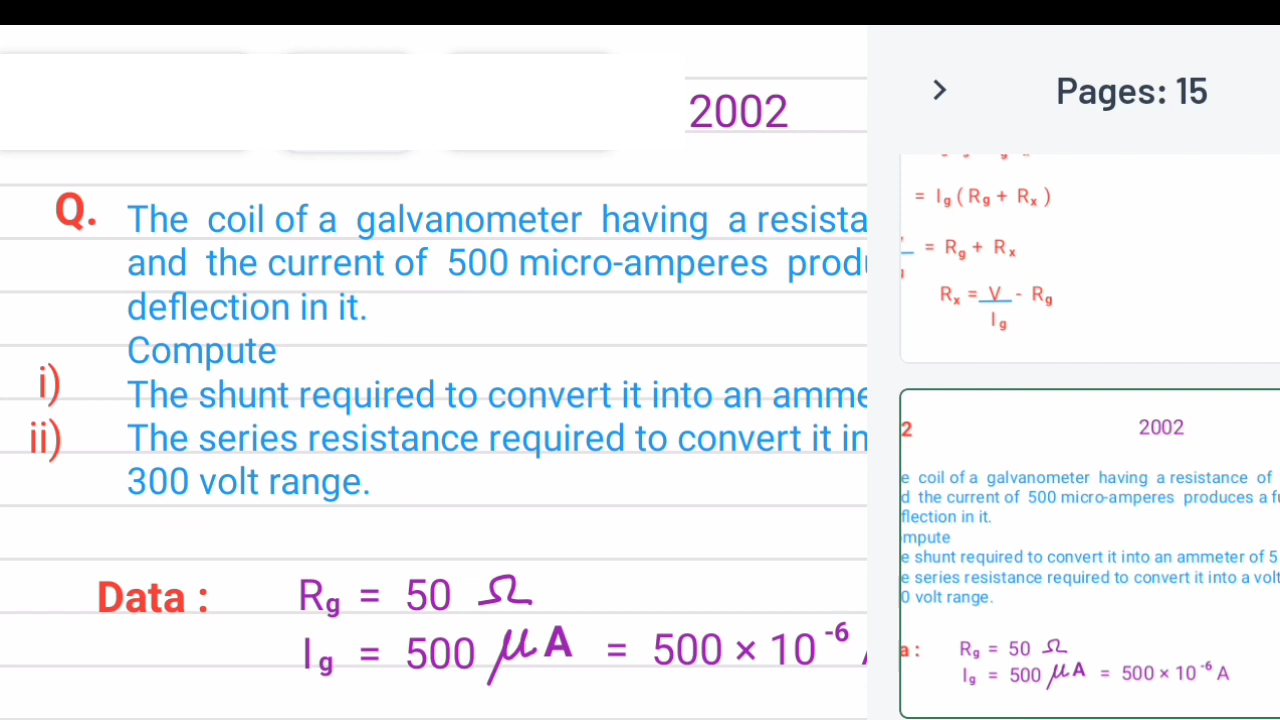 2002
Q. The coil of a galvanometer having a resista
and the current of 500 micro-amperes produ
deflection in it.
Compute
i) The shunt required to convert it into an amme
ii) The series resistance required to convert it in
300 volt range.
Data : Rg = 50 Ω
Ig = 500 μA = 500 × 10-6
Pages: 15
= Ig ( Rg + Rx )
= Rg + Rx
Rx = V - Rg
Ig
2 2002
e coil of a galvanometer having a resistance of
d the current of 500 micro-amperes produces a fu
flection in it.
mpute
e shunt required to convert it into an ammeter of 5
e series resistance required to convert it into a volt
0 volt range.
a : Rg = 50 Ω
Ig = 500 μA = 500 × 10-6 A